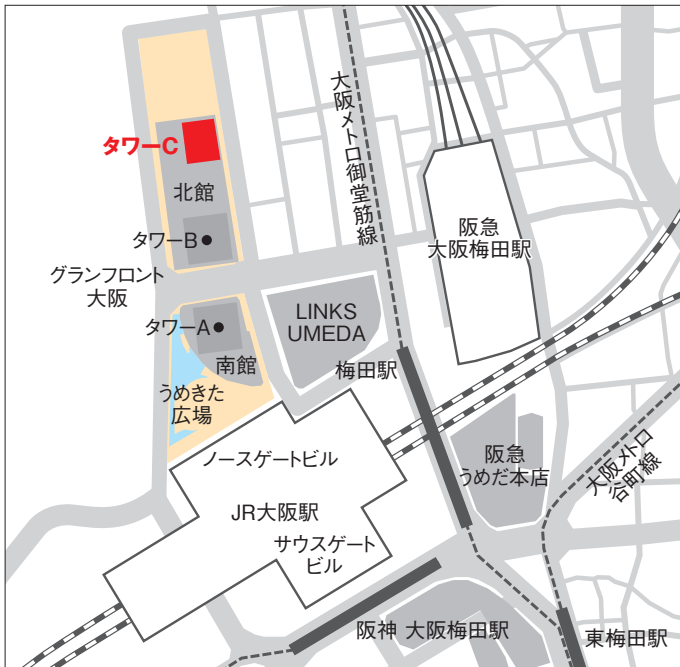 大阪メトロ御堂筋線
タワーC
北館
タワーB
阪急
大阪梅田駅
グランフロント
大阪
タワーA
LINKS
UMEDA
南館
梅田駅
うめきた
広場
ノースゲートビル
阪急
うめだ本店
大阪メトロ
谷町線
JR大阪駅
サウスゲート
ビル
阪神 大阪梅田駅
東梅田駅